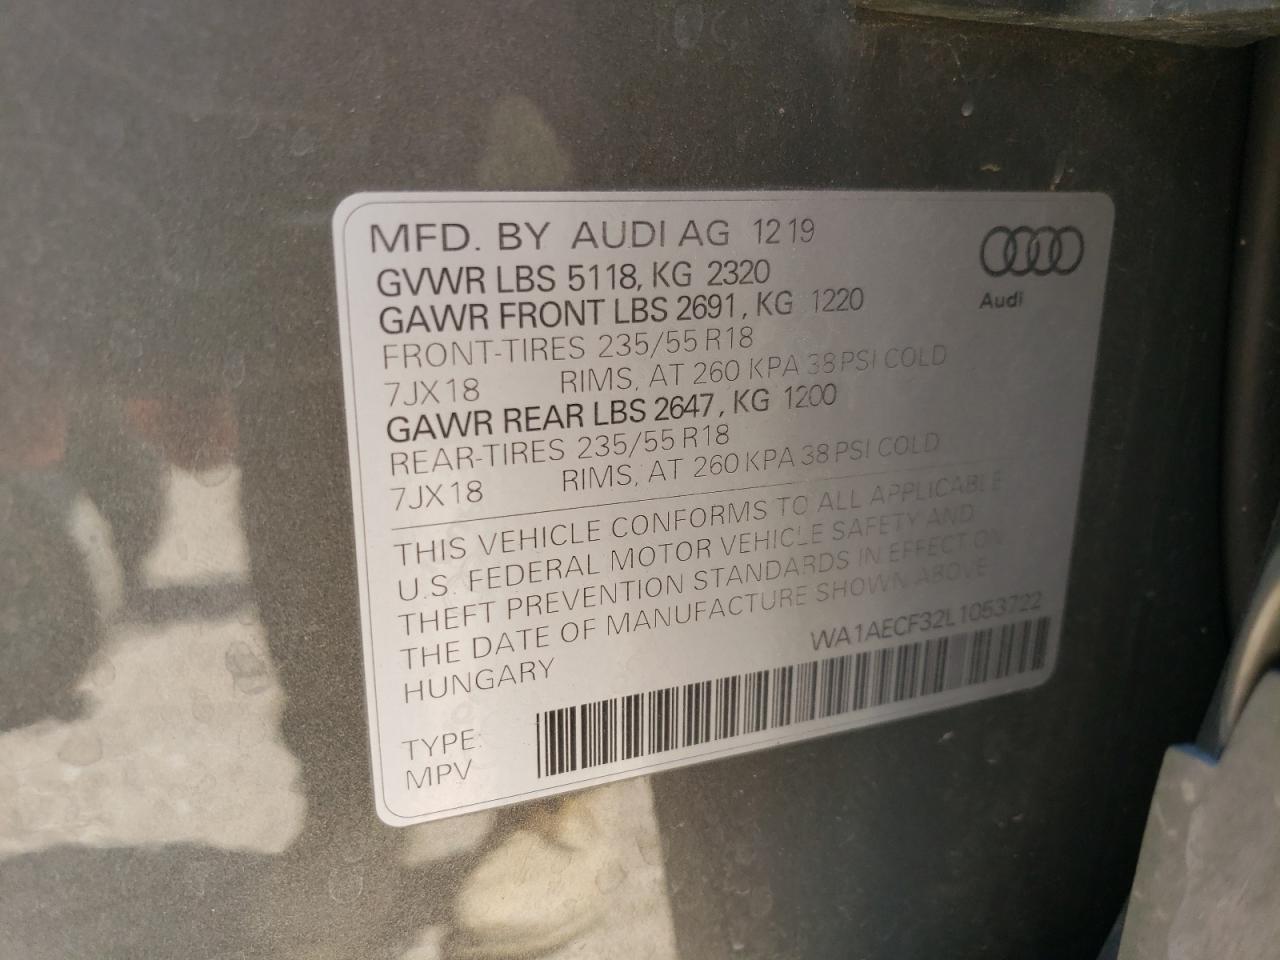 MFD. BY AUDI AG 12 19
GVWR LBS 5118, KG 2320
GAWR FRONT LBS 2691, KG 1220
FRONT-TIRES 235/55 R18
7JX18 RIMS, AT 260 KPA 38 PSI COLD
GAWR REAR LBS 2647, KG 1200
REAR-TIRES 235/55 R18
7JX18 RIMS, AT 260 KPA 38 PSI COLD
THIS VEHICLE CONFORMS TO ALL APPLICABLE
U.S. FEDERAL MOTOR VEHICLE SAFETY AND
THEFT PREVENTION STANDARDS IN EFFECT ON
THE DATE OF MANUFACTURE SHOWN ABOVE
HUNGARY
WA1AECF32L1053722
TYPE:
MPV
Audi